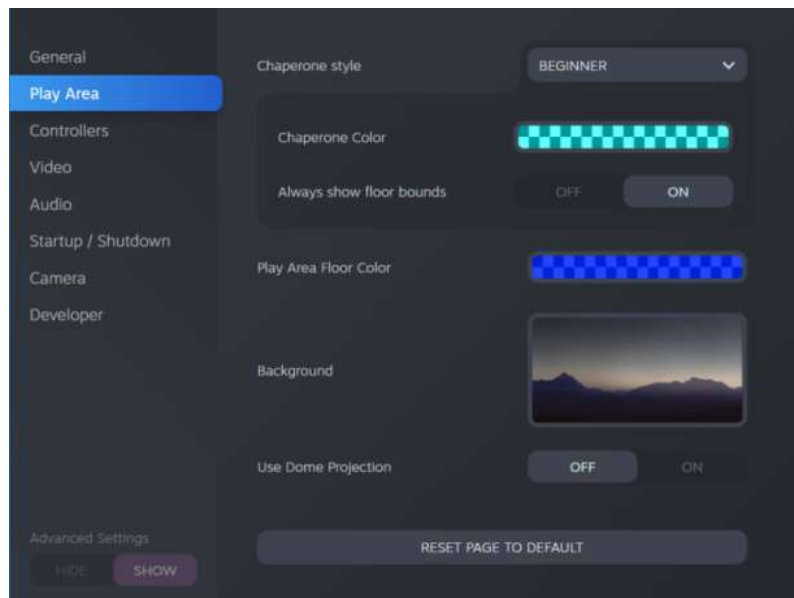 General
Play Area
Controllers
Video
Audio
Startup / Shutdown
Camera
Developer
Advanced Settings
HIDE SHOW
Chaperone style BEGINNER
Chaperone Color
Always show floor bounds OFF ON
Play Area Floor Color
Background
Use Dome Projection OFF ON
RESET PAGE TO DEFAULT